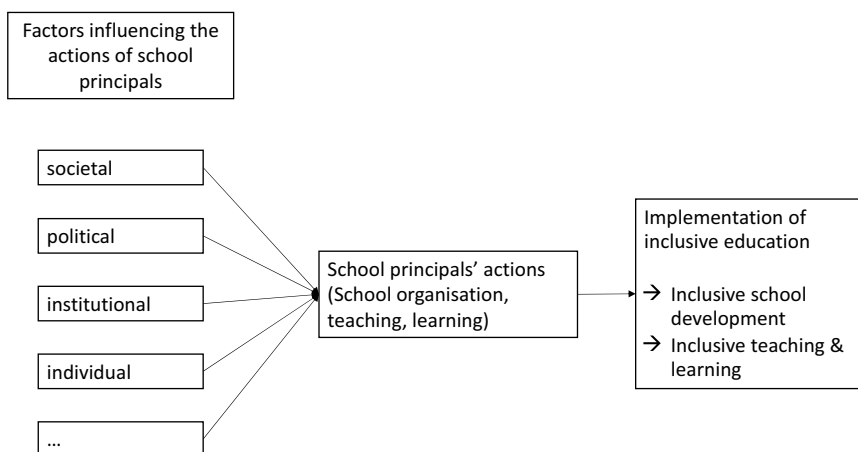 Factors influencing the
actions of school
principals
societal
political
institutional
individual
...
School principals’ actions
(School organisation,
teaching, learning)
Implementation of
inclusive education
→ Inclusive school
development
→ Inclusive teaching &
learning